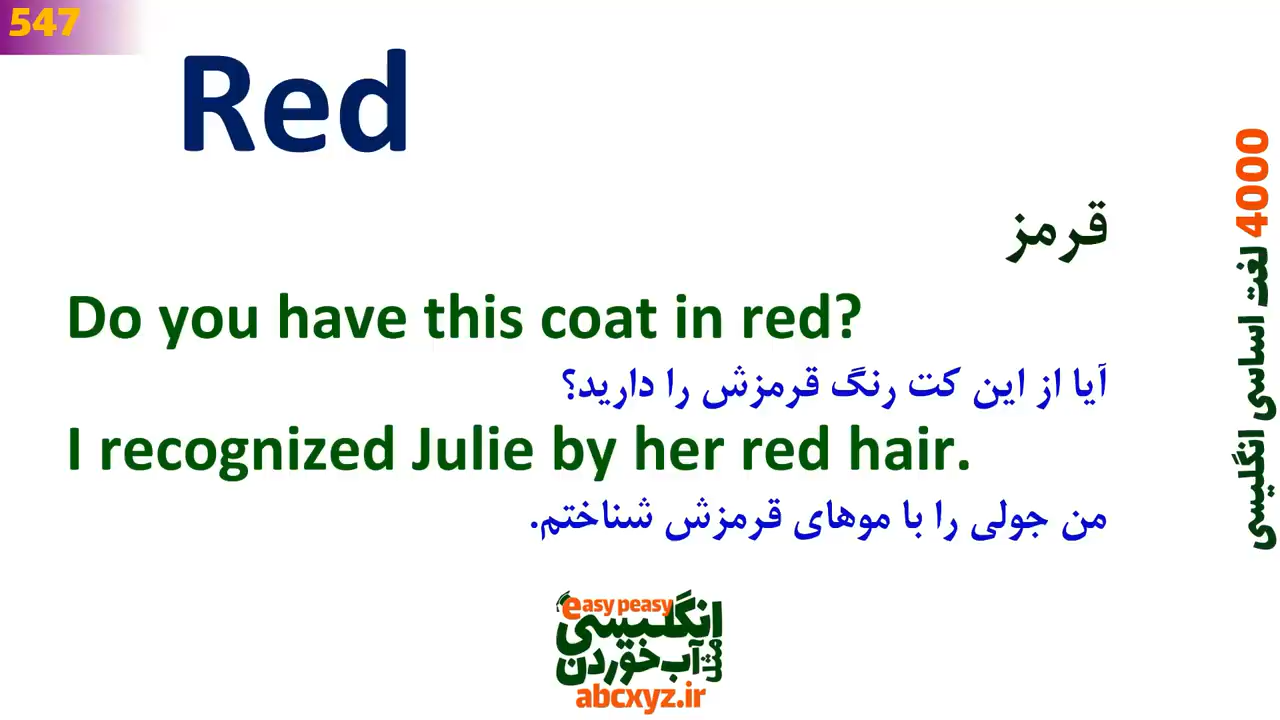 547
Red
قرمز
Do you have this coat in red?
آیا از این کت رنگ قرمزش را دارید؟
I recognized Julie by her red hair.
من جولی را با موهای قرمزش شناختم.
4000 لغت اساسی انگلیسی
easy peasy
انگلیسی
مثل آب خوردن
abcxyz.ir